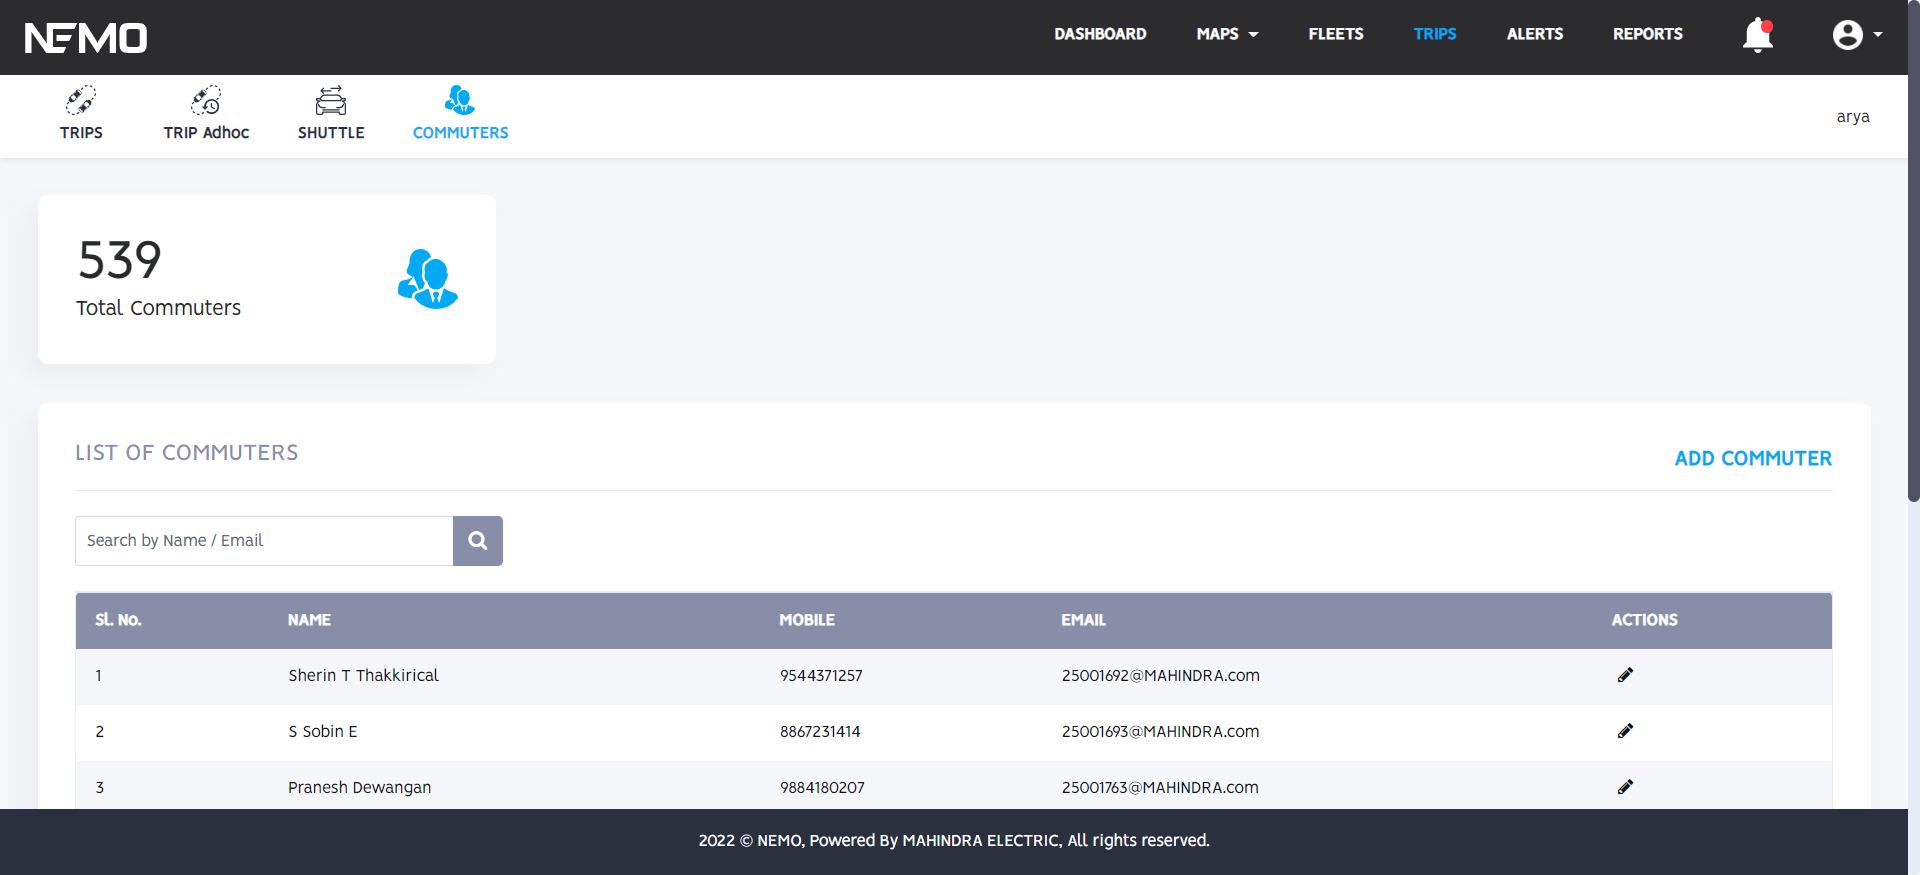 NEMO
DASHBOARD MAPS FLEETS TRIPS ALERTS REPORTS
TRIPS TRIP Adhoc SHUTTLE COMMUTERS
arya
539
Total Commuters
LIST OF COMMUTERS
ADD COMMUTER
Search by Name / Email
Sl. No. NAME MOBILE EMAIL ACTIONS
1 Sherin T Thakkirical 9544371257 25001692@MAHINDRA.com
2 S Sobin E 8867231414 25001693@MAHINDRA.com
3 Pranesh Dewangan 9884180207 25001763@MAHINDRA.com
2022 © NEMO, Powered By MAHINDRA ELECTRIC, All rights reserved.